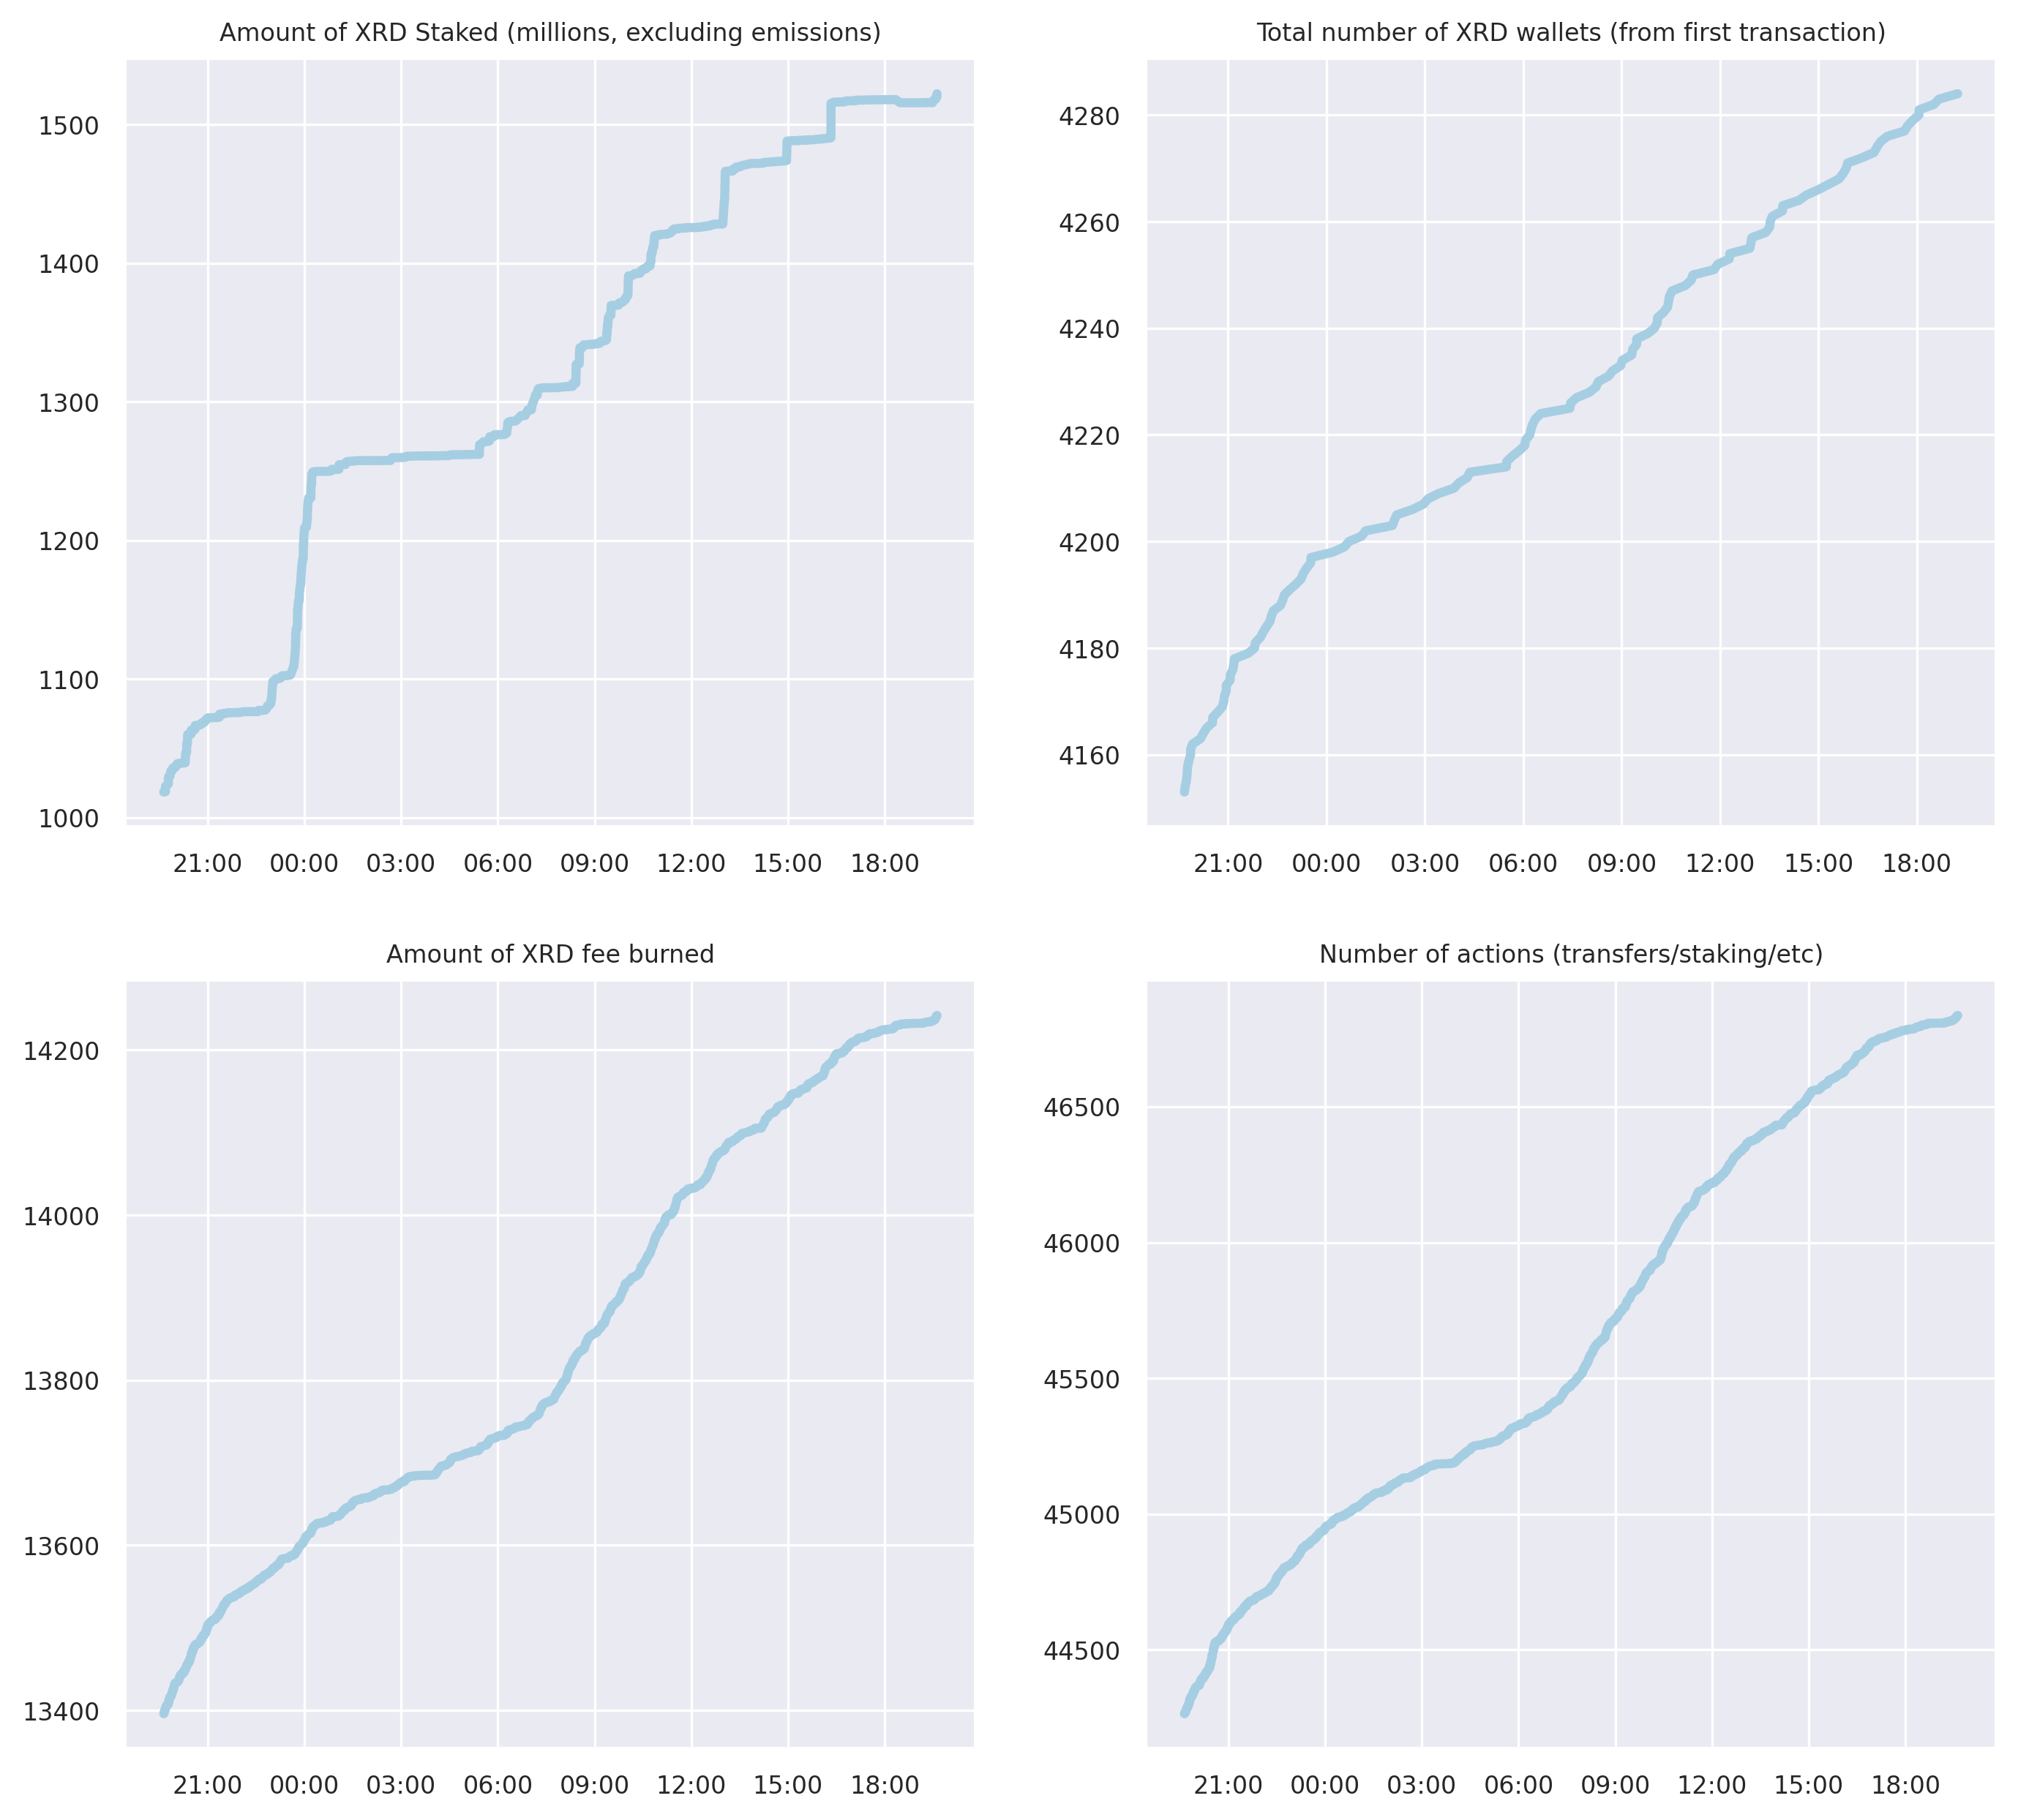 Amount of XRD Staked (millions, excluding emissions)
1500
1400
1300
1200
1100
1000
21:00 00:00 03:00 06:00 09:00 12:00 15:00 18:00
Total number of XRD wallets (from first transaction)
4280
4260
4240
4220
4200
4180
4160
21:00 00:00 03:00 06:00 09:00 12:00 15:00 18:00
Amount of XRD fee burned
14200
14000
13800
13600
13400
21:00 00:00 03:00 06:00 09:00 12:00 15:00 18:00
Number of actions (transfers/staking/etc)
46500
46000
45500
45000
44500
21:00 00:00 03:00 06:00 09:00 12:00 15:00 18:00